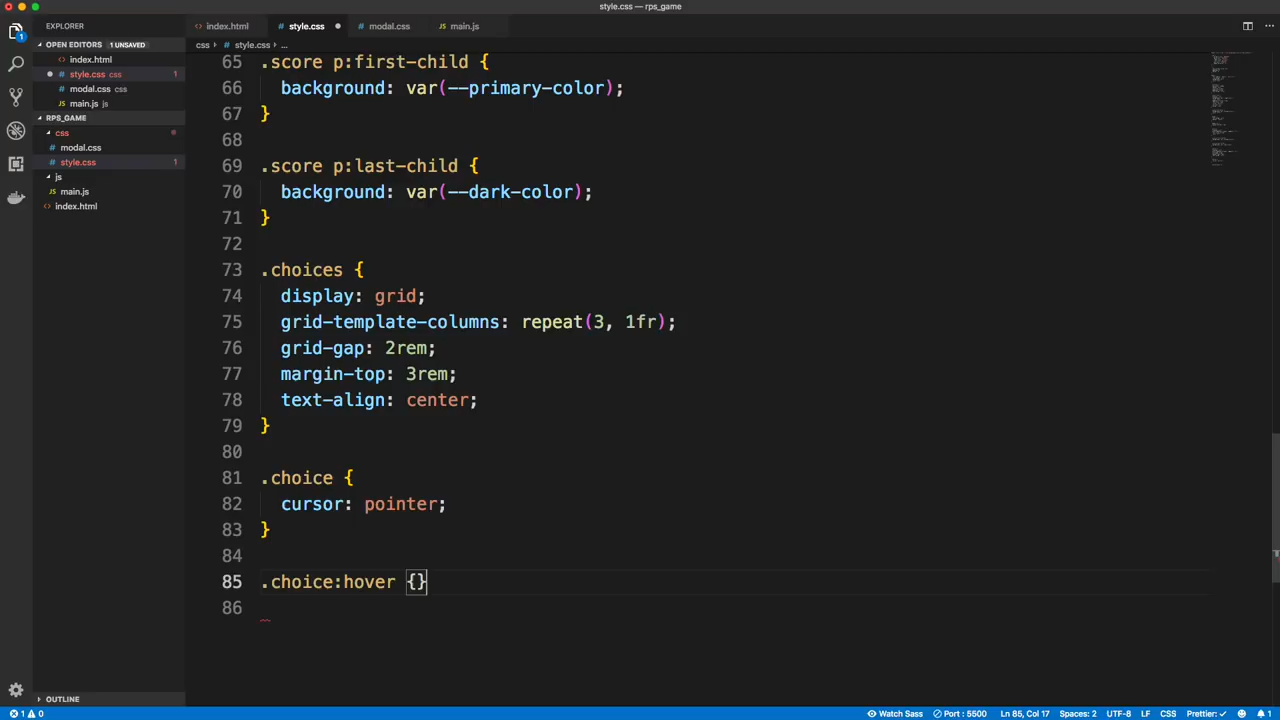 style.css — rps_game
EXPLORER
OPEN EDITORS 1 UNSAVED
index.html
style.css css 1
modal.css css
main.js js
RPS_GAME
css
modal.css
style.css 1
js
main.js
index.html
OUTLINE
index.html style.css modal.css main.js
css › style.css › ...
65 .score p:first-child {
66 background: var(--primary-color);
67 }
68
69 .score p:last-child {
70 background: var(--dark-color);
71 }
72
73 .choices {
74 display: grid;
75 grid-template-columns: repeat(3, 1fr);
76 grid-gap: 2rem;
77 margin-top: 3rem;
78 text-align: center;
79 }
80
81 .choice {
82 cursor: pointer;
83 }
84
85 .choice:hover {}
86
1 0 Watch Sass Port : 5500 Ln 85, Col 17 Spaces: 2 UTF-8 LF CSS Prettier: ✓ 1